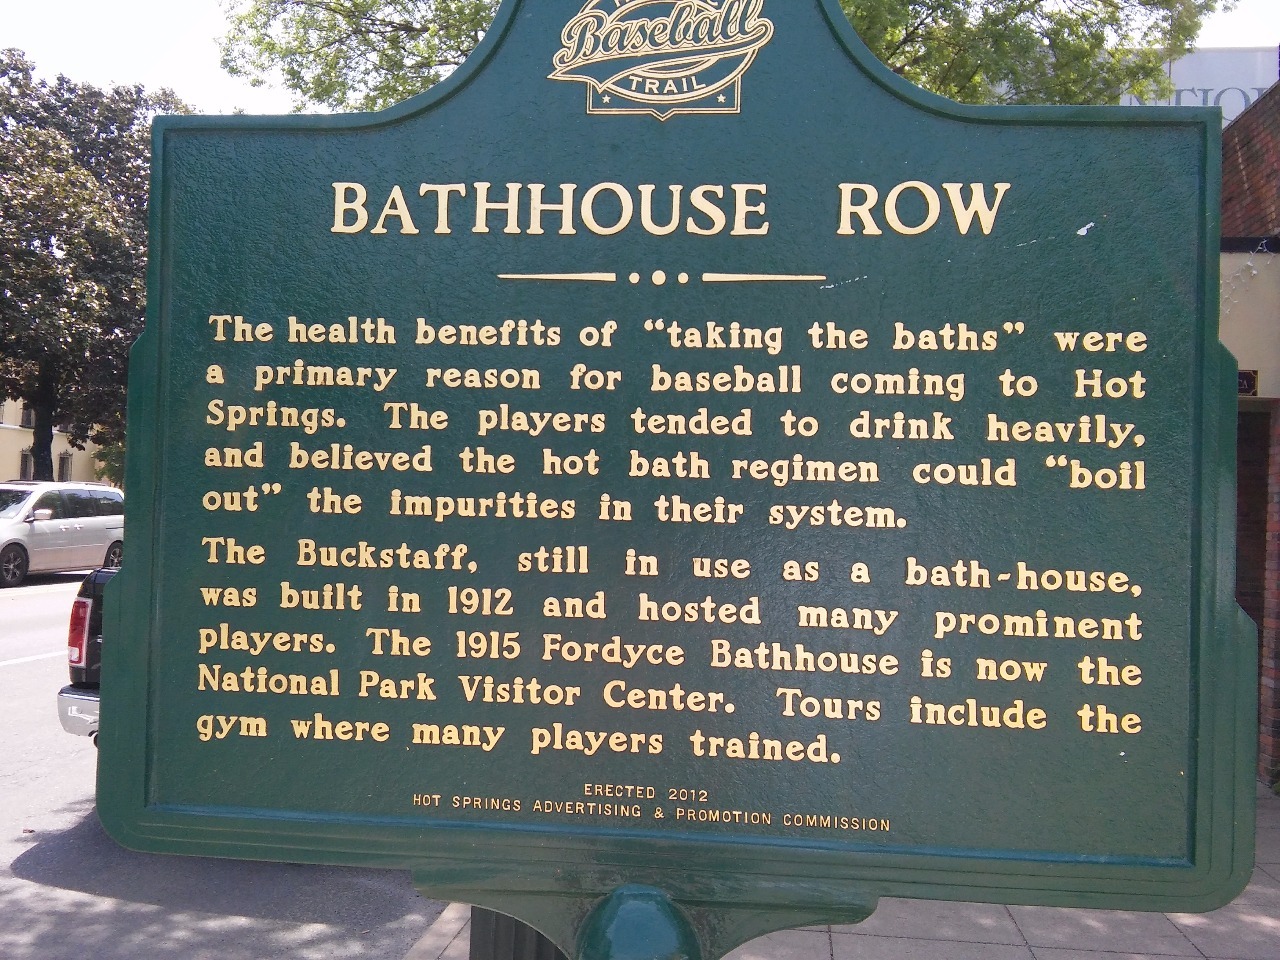 Baseball
TRAIL
BATHHOUSE ROW
The health benefits of “taking the baths” were
a primary reason for baseball coming to Hot
Springs. The players tended to drink heavily,
and believed the hot bath regimen could “boil
out” the impurities in their system.
The Buckstaff, still in use as a bath-house,
was built in 1912 and hosted many prominent
players. The 1915 Fordyce Bathhouse is now the
National Park Visitor Center. Tours include the
gym where many players trained.
ERECTED 2012
HOT SPRINGS ADVERTISING & PROMOTION COMMISSION